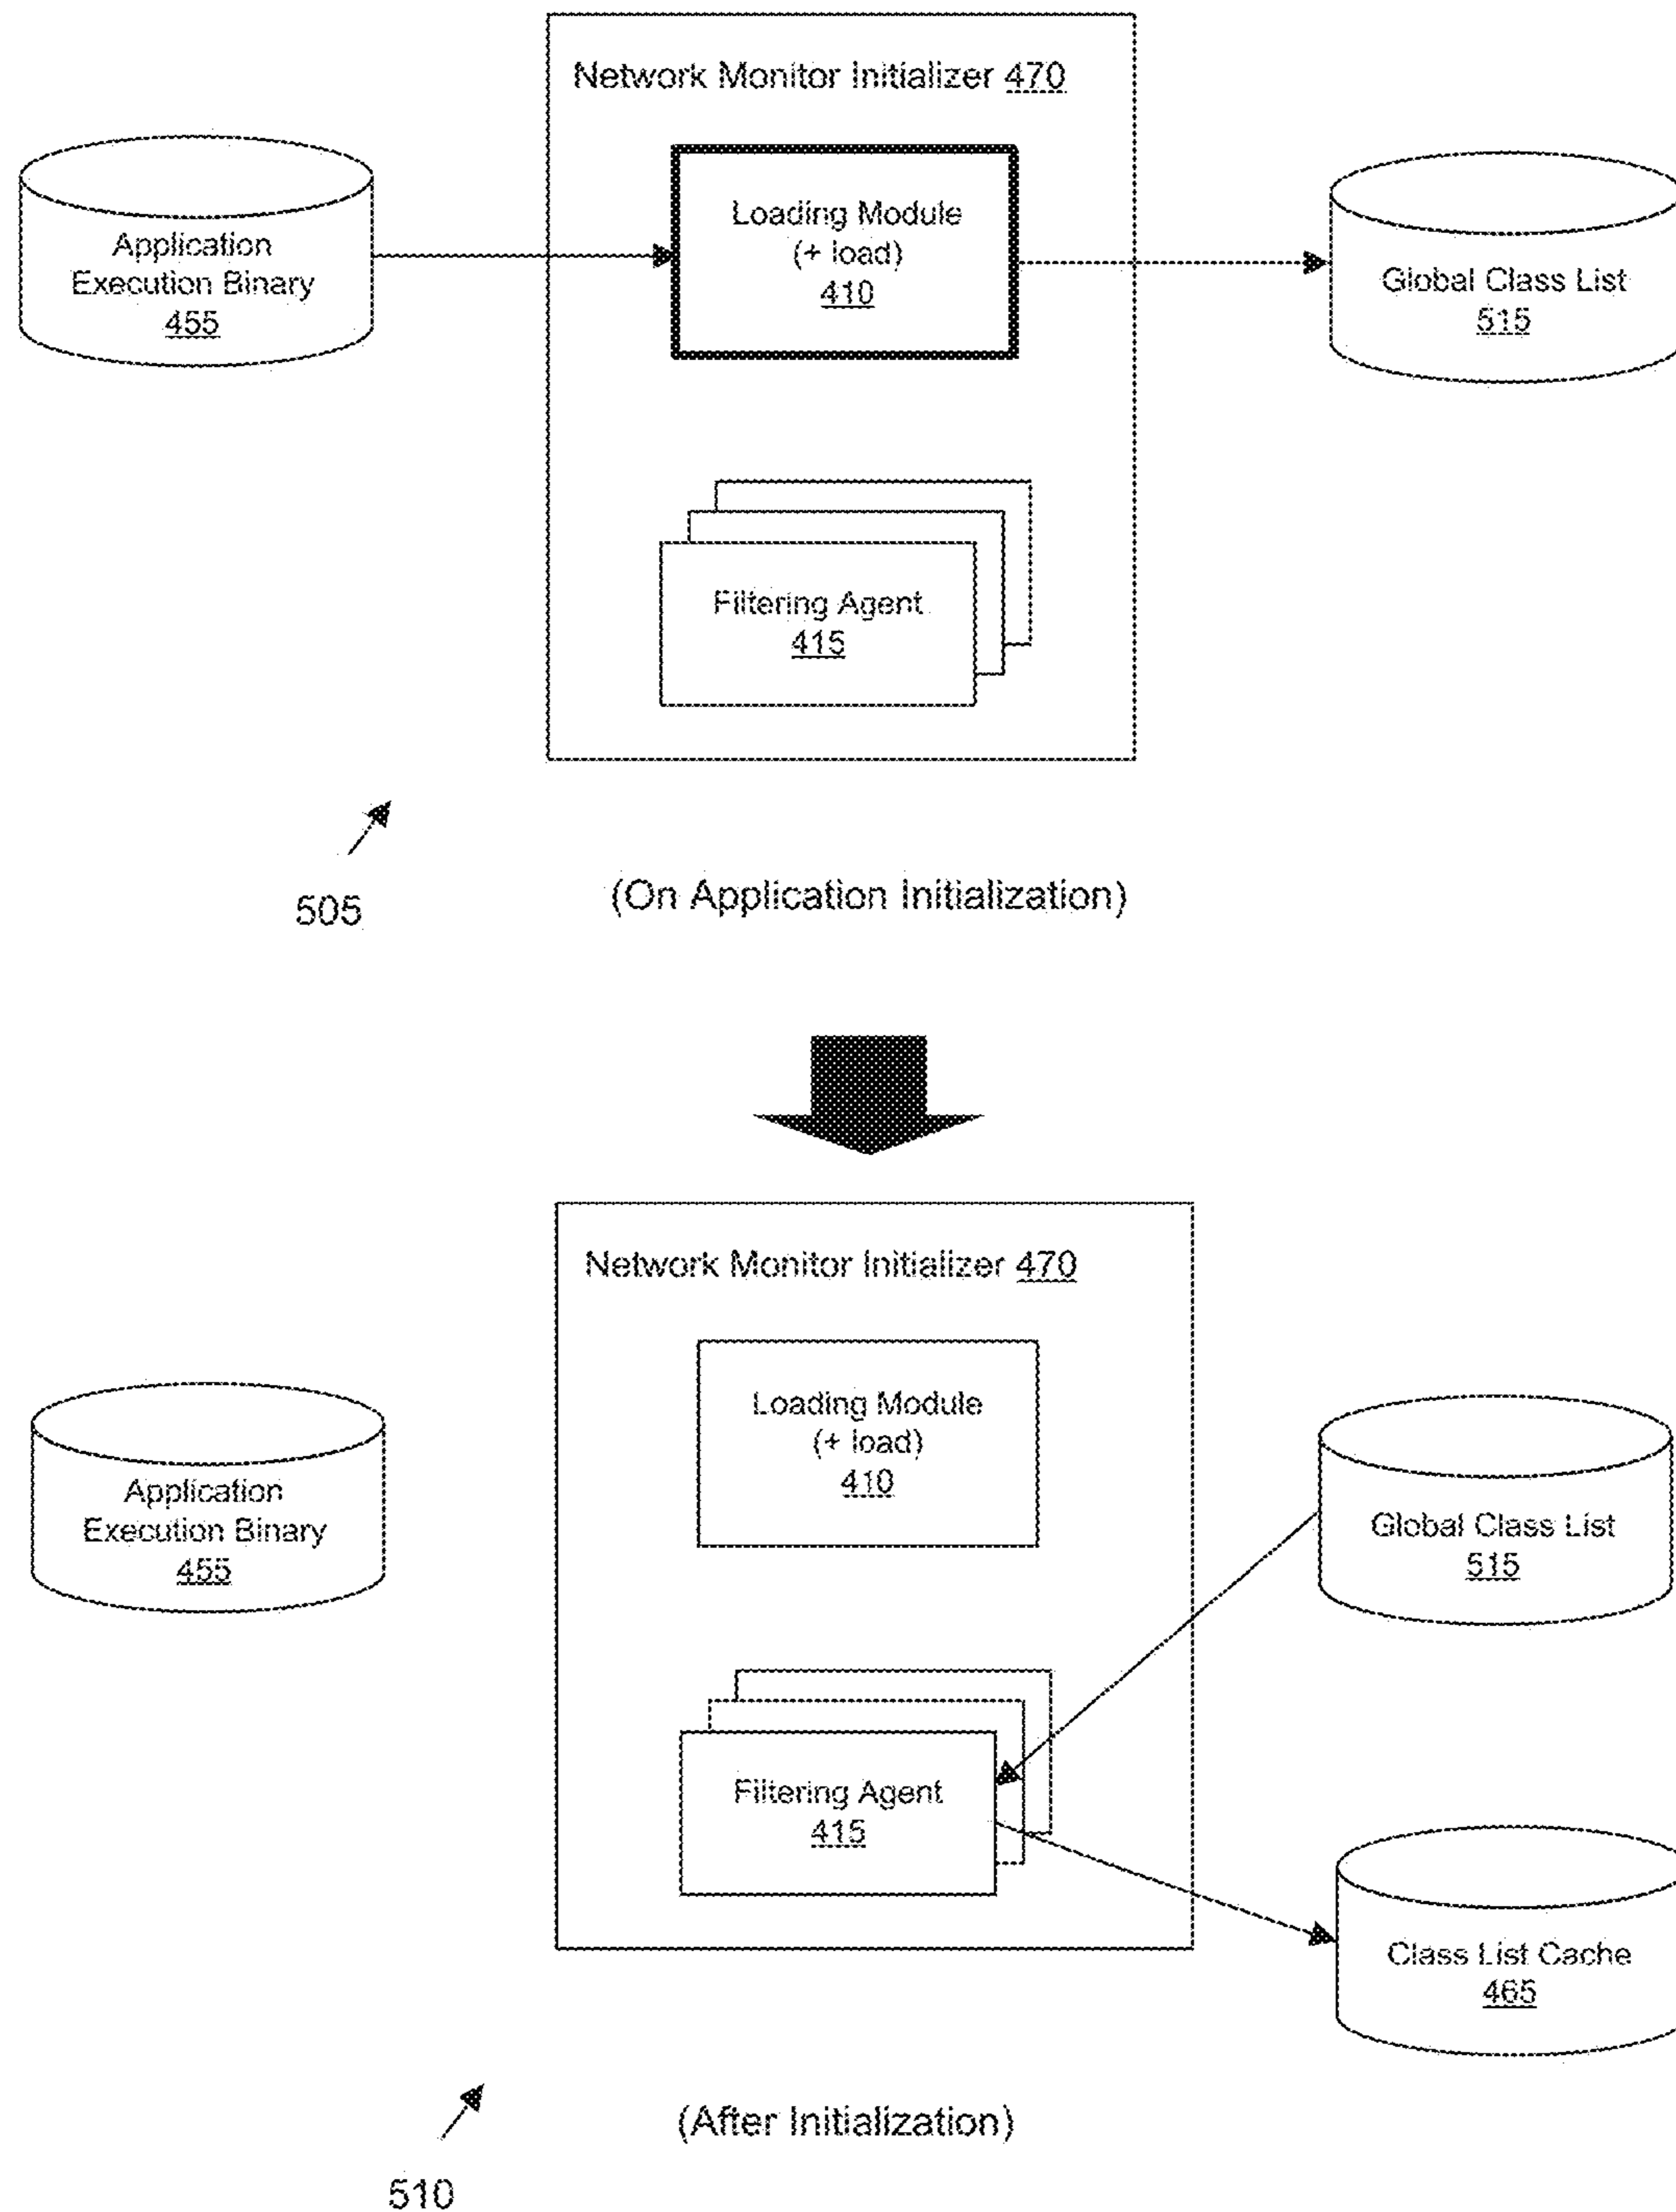 Network Monitor Initializer 470
Application
Execution Binary
455
Loading Module
(+ load)
410
Global Class List
515
Filtering Agent
415
505
(On Application Initialization)
Network Monitor Initializer 470
Application
Execution Binary
455
Loading Module
(+ load)
410
Global Class List
515
Filtering Agent
415
Class List Cache
465
(After Initialization)
510